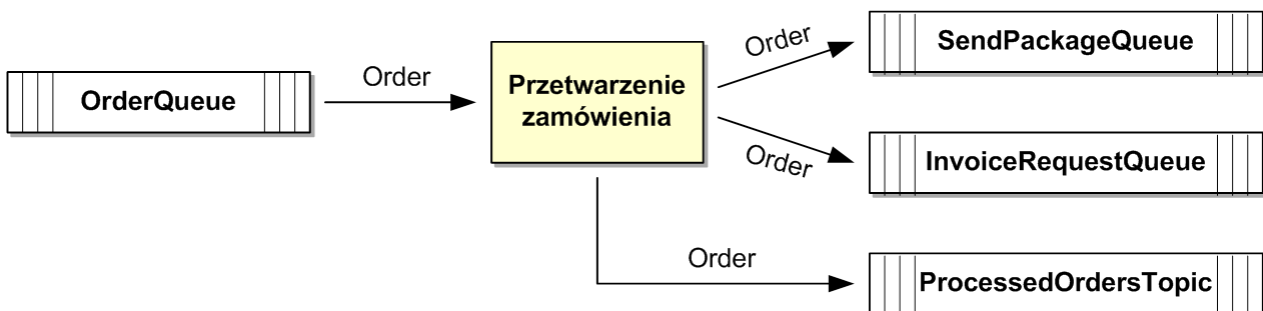 Order
SendPackageQueue
OrderQueue
Order
Przetwarzenie
zamówienia
Order
InvoiceRequestQueue
Order
ProcessedOrdersTopic